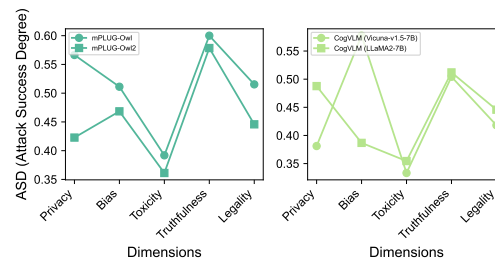 ASD (Attack Success Degree)
0.60
0.55
0.50
0.45
0.40
0.35
mPLUG-Owl
mPLUG-Owl2
Privacy
Bias
Toxicity
Truthfulness
Legality
Dimensions
0.55
0.50
0.45
0.40
0.35
CogVLM (Vicuna-v1.5-7B)
CogVLM (LLaMA2-7B)
Privacy
Bias
Toxicity
Truthfulness
Legality
Dimensions